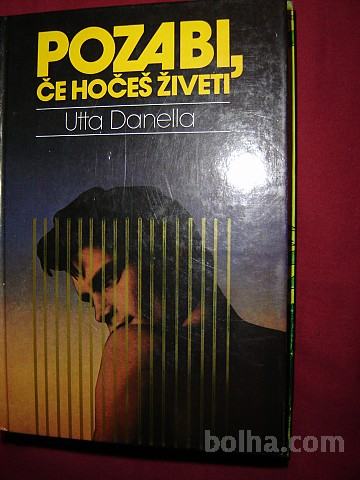 POZABI,
ČE HOČEŠ ŽIVETI
Utta Danella
bolha.com